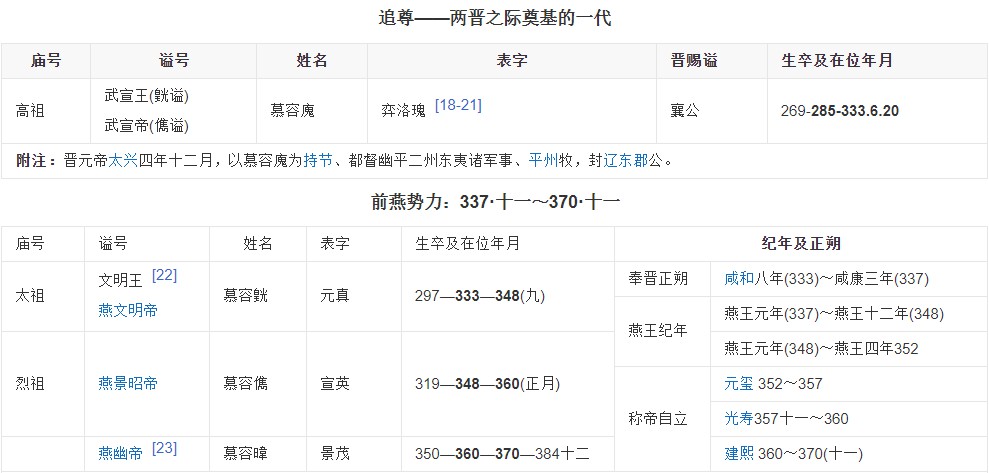 追尊——两晋之际奠基的一代
庙号 谥号 姓名 表字 晋赐谥 生卒及在位年月
高祖 武宣王(皝谥) 慕容廆 弈洛瑰 [18-21] 襄公 269-285-333.6.20
武宣帝(儁谥)
附注：晋元帝太兴四年十二月，以慕容廆为持节、都督幽平二州东夷诸军事、平州牧，封辽东郡公。
前燕势力：337·十一～370·十一
庙号 谥号 姓名 表字 生卒及在位年月 纪年及正朔
太祖 文明王 [22] 慕容皝 元真 297—333—348(九) 奉晋正朔 咸和八年(333)～咸康三年(337)
燕文明帝
燕王纪年 燕王元年(337)～燕王十二年(348)
燕王元年(348)～燕王四年352
烈祖 燕景昭帝 慕容儁 宣英 319—348—360(正月) 称帝自立 元玺 352～357
光寿357十一～360
燕幽帝 [23] 慕容暐 景茂 350—360—370—384十二 建熙 360～370(十一)